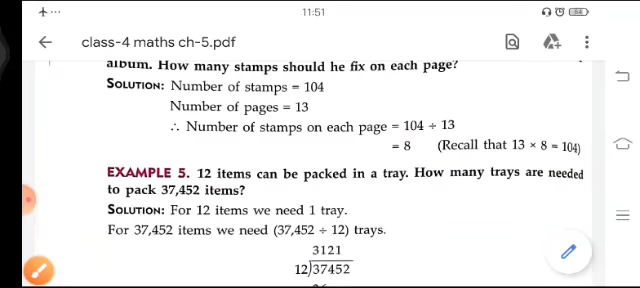 11:51
class-4 maths ch-5.pdf
album. How many stamps should he fix on each page?
SOLUTION: Number of stamps = 104
Number of pages = 13
∴ Number of stamps on each page = 104 ÷ 13
= 8 (Recall that 13 × 8 = 104)
EXAMPLE 5. 12 items can be packed in a tray. How many trays are needed
to pack 37,452 items?
SOLUTION: For 12 items we need 1 tray.
For 37,452 items we need (37,452 ÷ 12) trays.
3121
12)37452